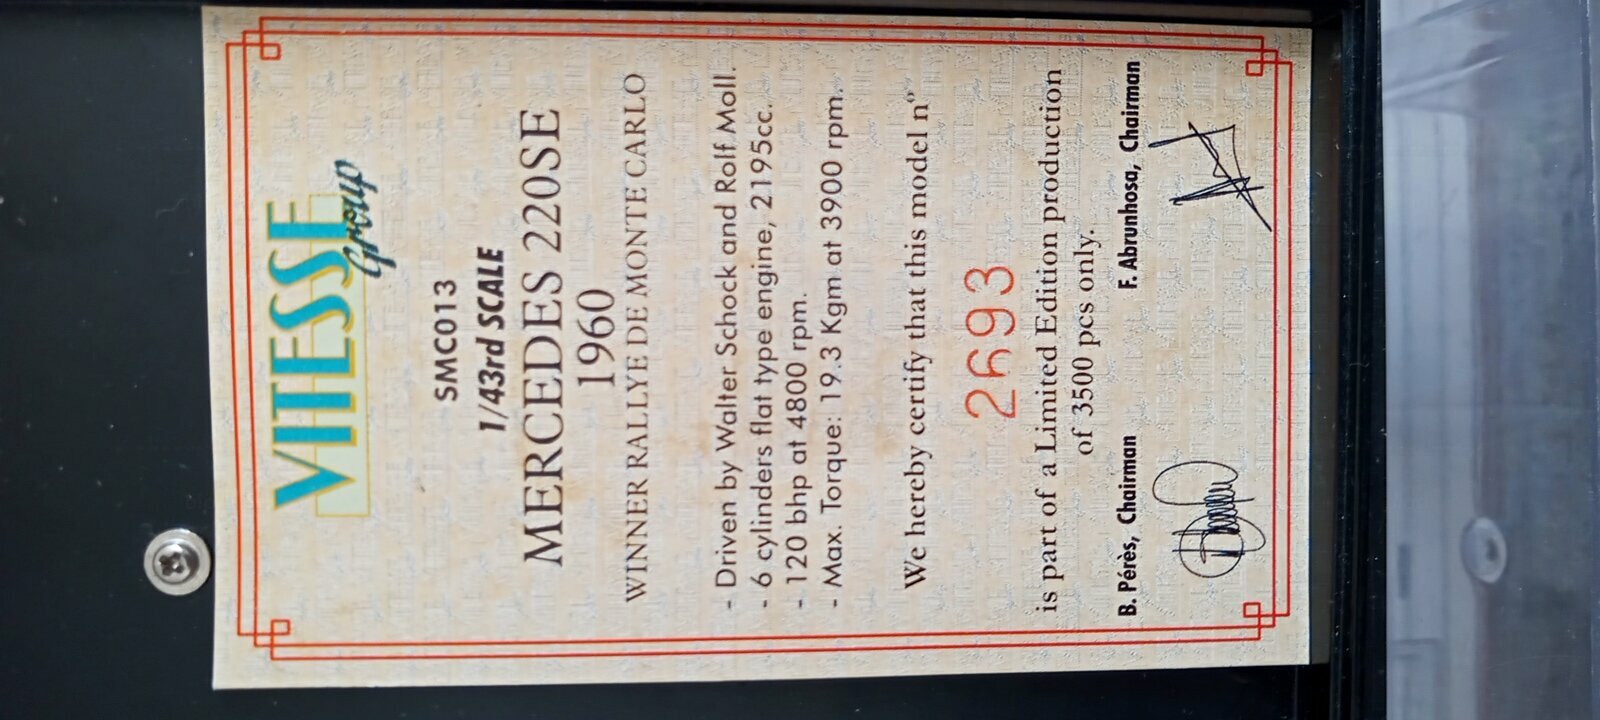 VITESSE
Group
SMC013
1/43rd SCALE
MERCEDES 220SE
1960
WINNER RALLYE DE MONTE CARLO
- Driven by Walter Schock and Rolf Moll.
- 6 cylinders flat type engine, 2195cc.
- 120 bhp at 4800 rpm.
- Max. Torque: 19.3 Kgm at 3900 rpm.
We hereby certify that this model nº
2693
is part of a Limited Edition production
of 3500 pcs only.
B. Pérès, Chairman F. Abrunhosa, Chairman